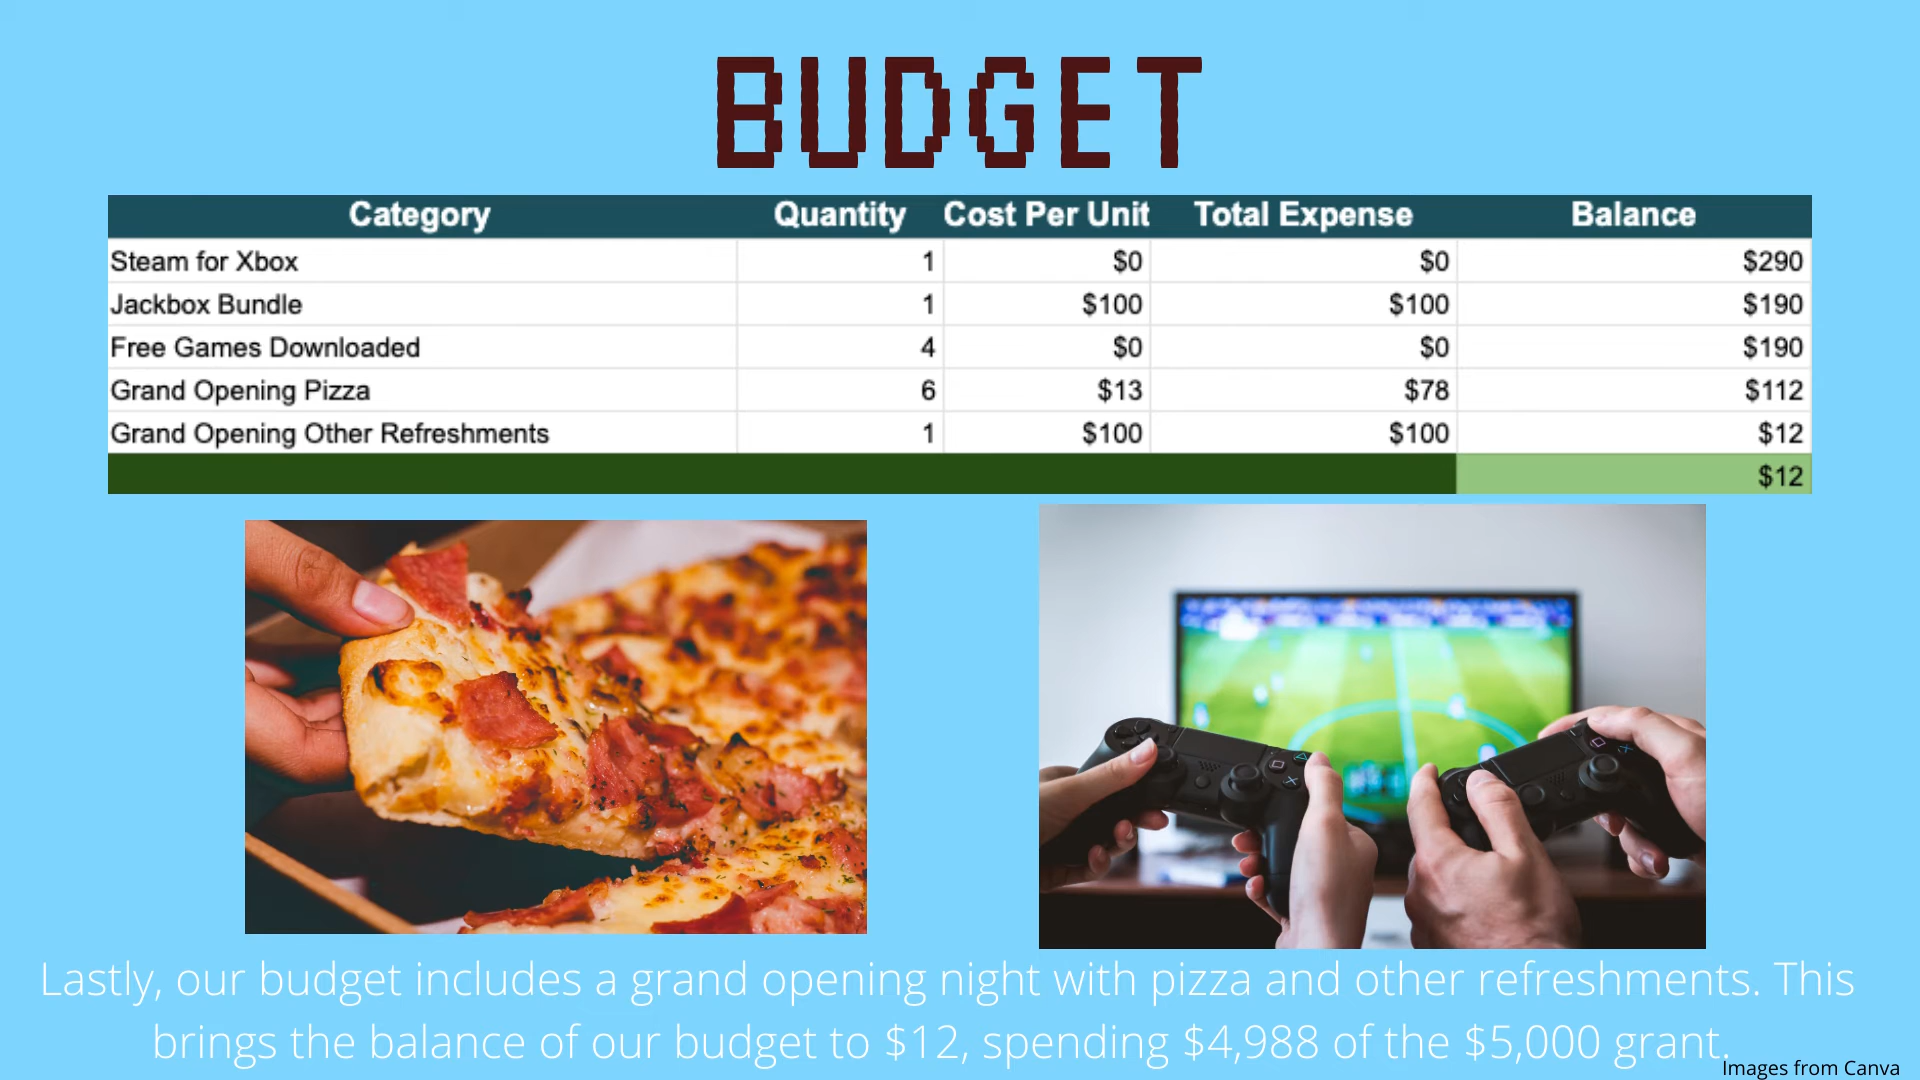 BUDGET
Category Quantity Cost Per Unit Total Expense Balance
Steam for Xbox 1 $0 $0 $290
Jackbox Bundle 1 $100 $100 $190
Free Games Downloaded 4 $0 $0 $190
Grand Opening Pizza 6 $13 $78 $112
Grand Opening Other Refreshments 1 $100 $100 $12
$12
Lastly, our budget includes a grand opening night with pizza and other refreshments. This
brings the balance of our budget to $12, spending $4,988 of the $5,000 grant.
Images from Canva